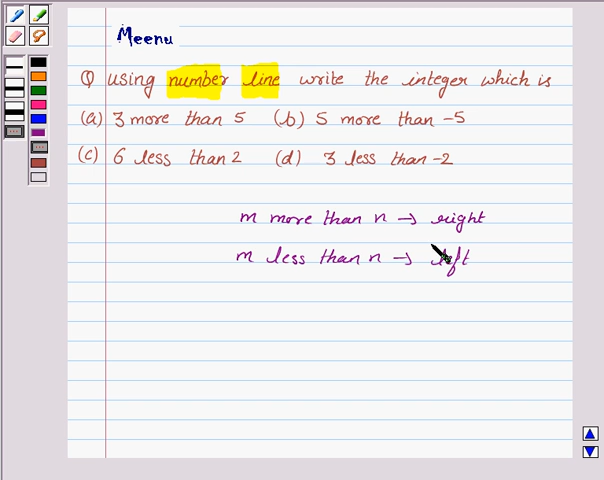 Meenu
Q using number line write the integer which is
(a) 3 more than 5 (b) 5 more than -5
(c) 6 less than 2 (d) 3 less than -2
m more than n → right
m less than n → left